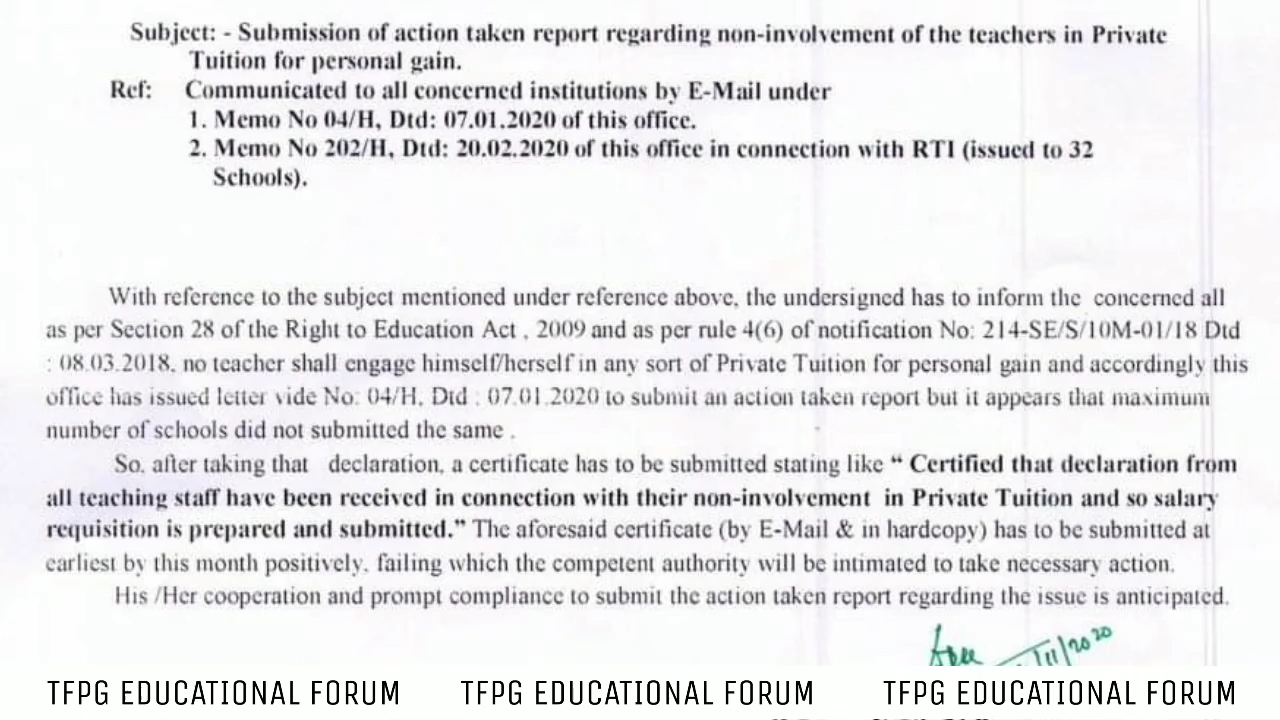 Subject: - Submission of action taken report regarding non-involvement of the teachers in Private
Tuition for personal gain.
Ref: Communicated to all concerned institutions by E-Mail under
1. Memo No 04/H, Dtd: 07.01.2020 of this office.
2. Memo No 202/H, Dtd: 20.02.2020 of this office in connection with RTI (issued to 32
Schools).
With reference to the subject mentioned under reference above, the undersigned has to inform the concerned all
as per Section 28 of the Right to Education Act , 2009 and as per rule 4(6) of notification No: 214-SE/S/10M-01/18 Dtd
: 08.03.2018, no teacher shall engage himself/herself in any sort of Private Tuition for personal gain and accordingly this
office has issued letter vide No: 04/H, Dtd : 07.01.2020 to submit an action taken report but it appears that maximum
number of schools did not submitted the same .
So, after taking that declaration, a certificate has to be submitted stating like “ Certified that declaration from
all teaching staff have been received in connection with their non-involvement in Private Tuition and so salary
requisition is prepared and submitted.” The aforesaid certificate (by E-Mail & in hardcopy) has to be submitted at
earliest by this month positively, failing which the competent authority will be intimated to take necessary action.
His /Her cooperation and prompt compliance to submit the action taken report regarding the issue is anticipated.
/11/2020
TFPG EDUCATIONAL FORUM TFPG EDUCATIONAL FORUM TFPG EDUCATIONAL FORUM